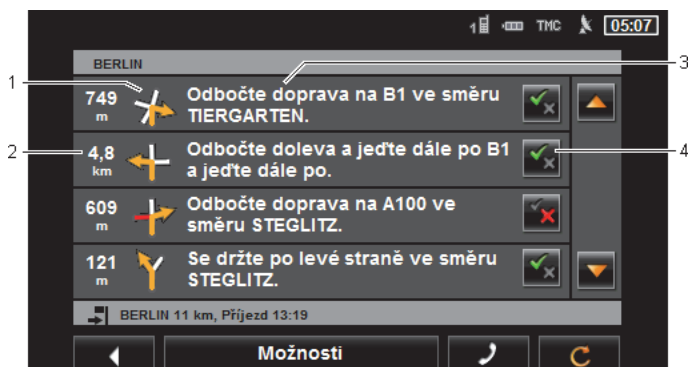 1 TMC 05:07
BERLIN
1
3
749
m
Odbočte doprava na B1 ve směru
TIERGARTEN.
2
4,8
km
Odbočte doleva a jeďte dále po B1
a jeďte dále po.
4
609
m
Odbočte doprava na A100 ve
směru STEGLITZ.
121
m
Se držte po levé straně ve směru
STEGLITZ.
BERLIN 11 km, Příjezd 13:19
Možnosti